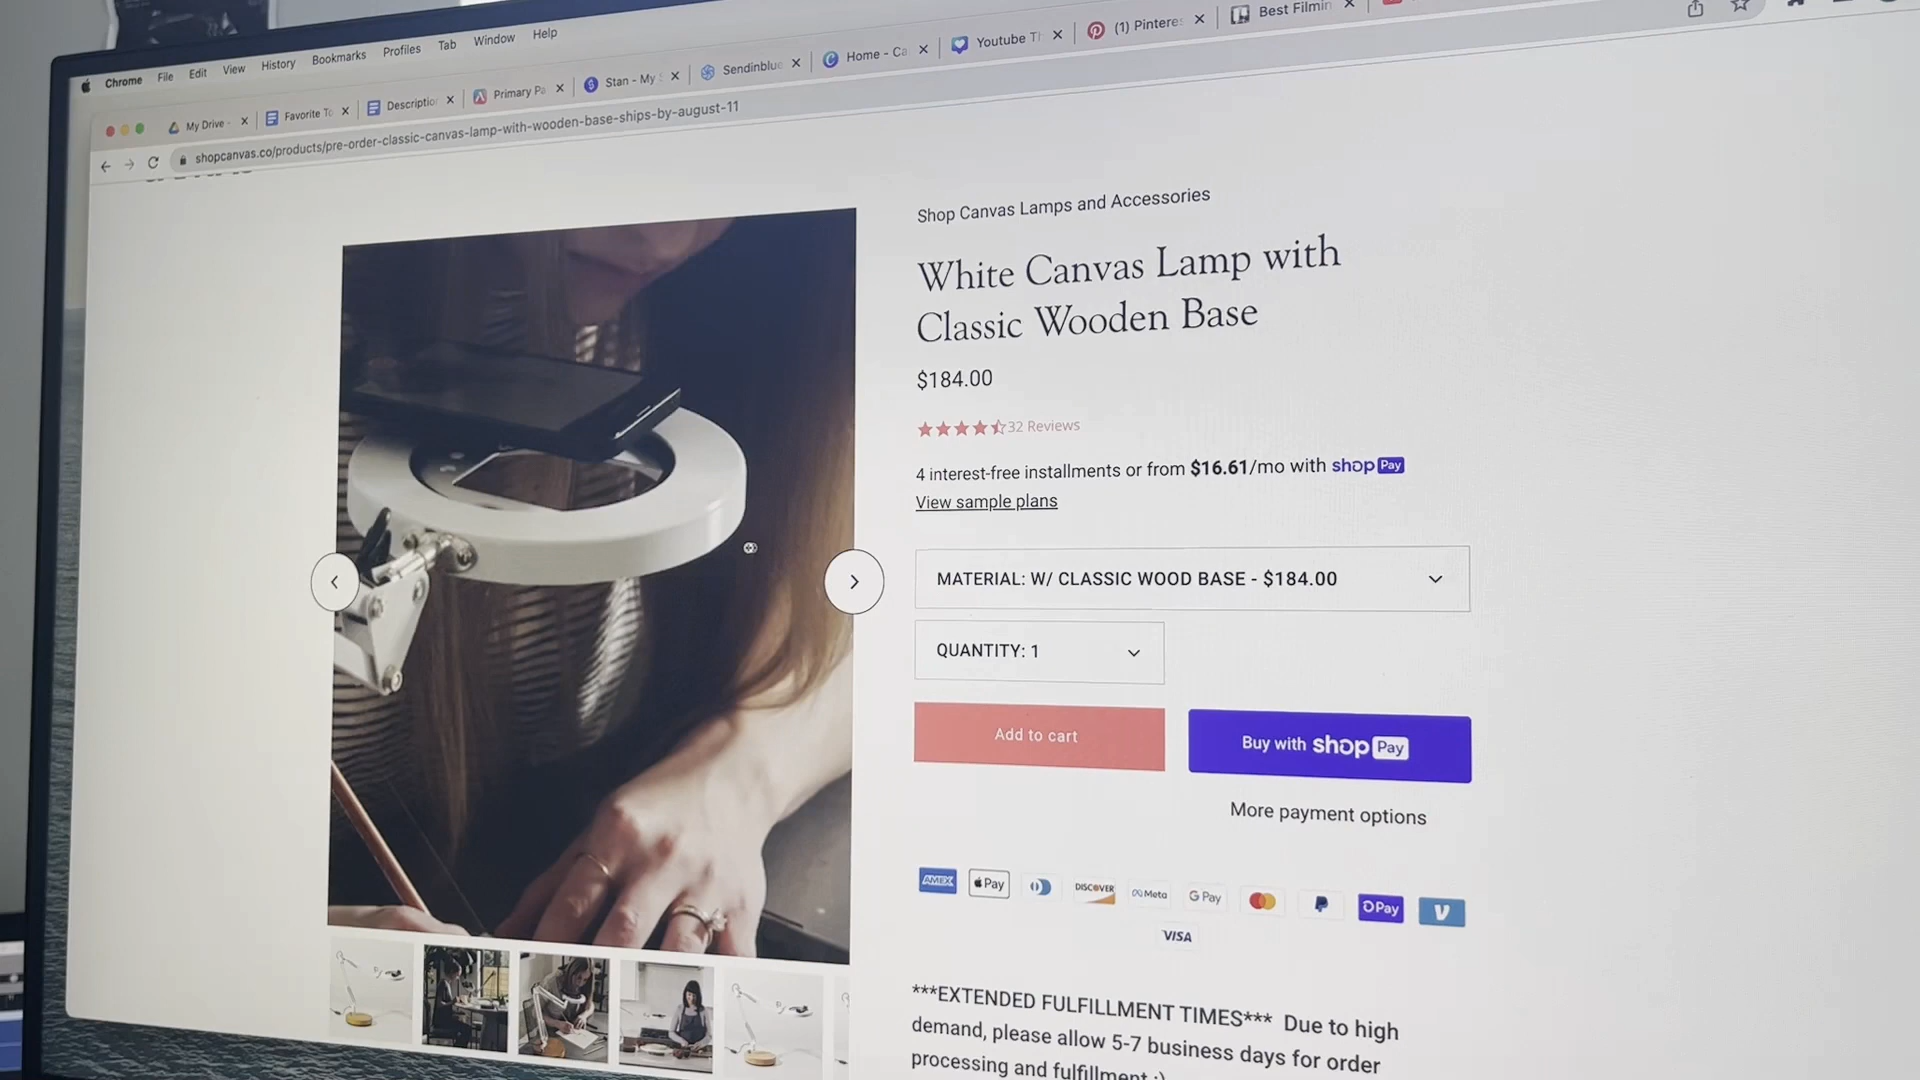 Chrome File Edit View History Bookmarks Profiles Tab Window Help
My Drive - Favorite To Description Primary Pa Stan - My Sendinblue Home - Ca Youtube Th (1) Pinteres Best Filmin
shopcanvas.co/products/pre-order-classic-canvas-lamp-with-wooden-base-ships-by-august-11
Shop Canvas Lamps and Accessories
White Canvas Lamp with
Classic Wooden Base
$184.00
32 Reviews
4 interest-free installments or from $16.61/mo with shop Pay
View sample plans
MATERIAL: W/ CLASSIC WOOD BASE - $184.00
QUANTITY: 1
Add to cart
Buy with shop Pay
More payment options
AMEX Pay DISCOVER Meta G Pay Pay
VISA
***EXTENDED FULFILLMENT TIMES*** Due to high
demand, please allow 5-7 business days for order
processing and fulfillment :)